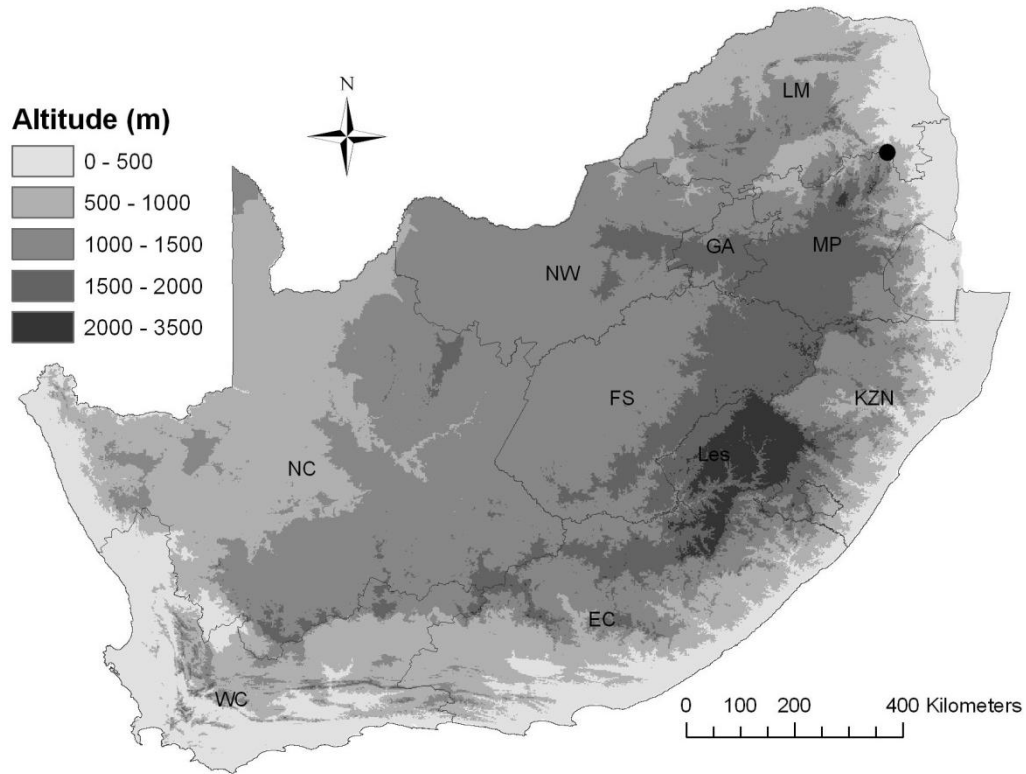 N
Altitude (m)
0 - 500
500 - 1000
1000 - 1500
1500 - 2000
2000 - 3500
LM
GA
MP
NW
FS
KZN
Les
NC
EC
WC
0 100 200 400 Kilometers